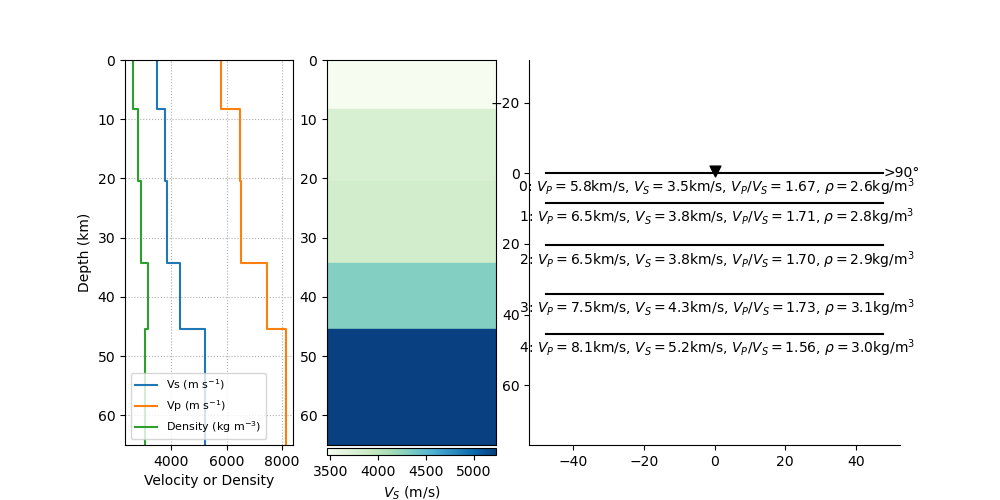 0
10
20
30
40
50
60
Depth (km)
4000 6000 8000
Velocity or Density
Vs (m s⁻¹)
Vp (m s⁻¹)
Density (kg m⁻³)
0
10
20
30
40
50
60
3500 4000 4500 5000
V_S (m/s)
−20
0
20
40
60
>90°
0: V_P = 5.8km/s, V_S = 3.5km/s, V_P/V_S = 1.67, ρ = 2.6kg/m³
1: V_P = 6.5km/s, V_S = 3.8km/s, V_P/V_S = 1.71, ρ = 2.8kg/m³
2: V_P = 6.5km/s, V_S = 3.8km/s, V_P/V_S = 1.70, ρ = 2.9kg/m³
3: V_P = 7.5km/s, V_S = 4.3km/s, V_P/V_S = 1.73, ρ = 3.1kg/m³
4: V_P = 8.1km/s, V_S = 5.2km/s, V_P/V_S = 1.56, ρ = 3.0kg/m³
−40 −20 0 20 40